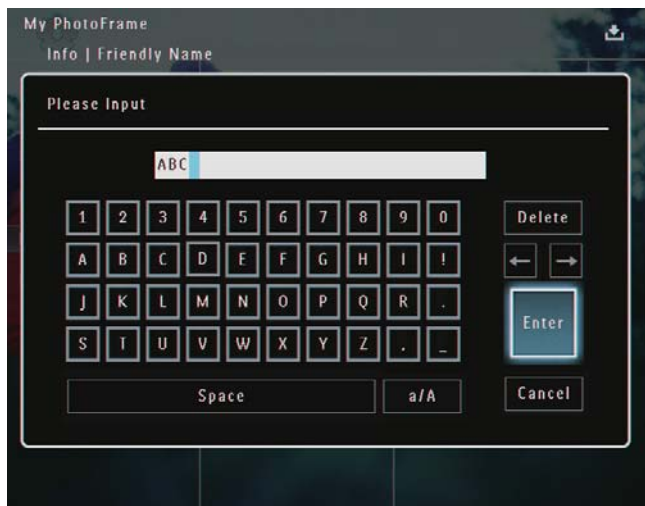 My PhotoFrame
Info | Friendly Name
Please Input
ABC
1 2 3 4 5 6 7 8 9 0 Delete
A B C D E F G H I ! ← →
J K L M N O P Q R .
Enter
S T U V W X Y Z . _
Space a/A Cancel